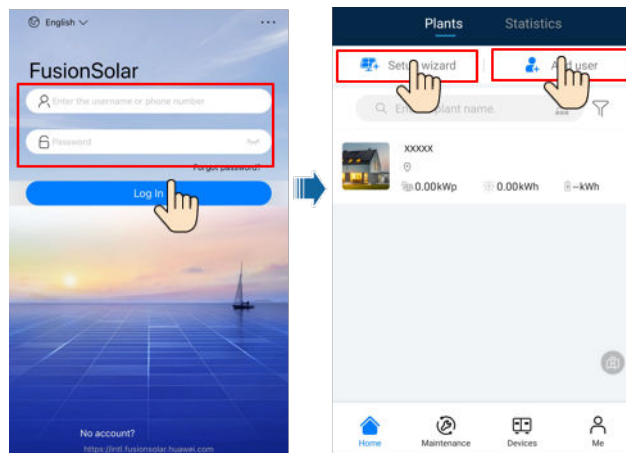 English
FusionSolar
Enter the username or phone number
Password
Forgot password?
Log In
No account?
https://intl.fusionsolar.huawei.com
Plants Statistics
wizard
user
plant name.
xxxxx
0.00kWp 0.00kWh --kWh
Home Maintenance Devices Me